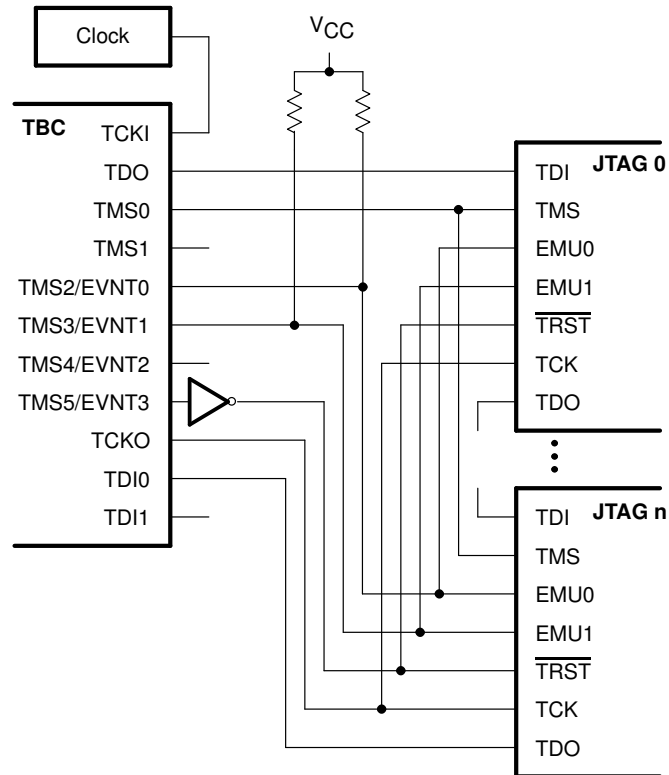 Clock
VCC
TBC
TCKI
TDO
TMS0
TMS1
TMS2/EVNT0
TMS3/EVNT1
TMS4/EVNT2
TMS5/EVNT3
TCKO
TDI0
TDI1
JTAG 0
TDI
TMS
EMU0
EMU1
TRST
TCK
TDO
JTAG n
TDI
TMS
EMU0
EMU1
TRST
TCK
TDO